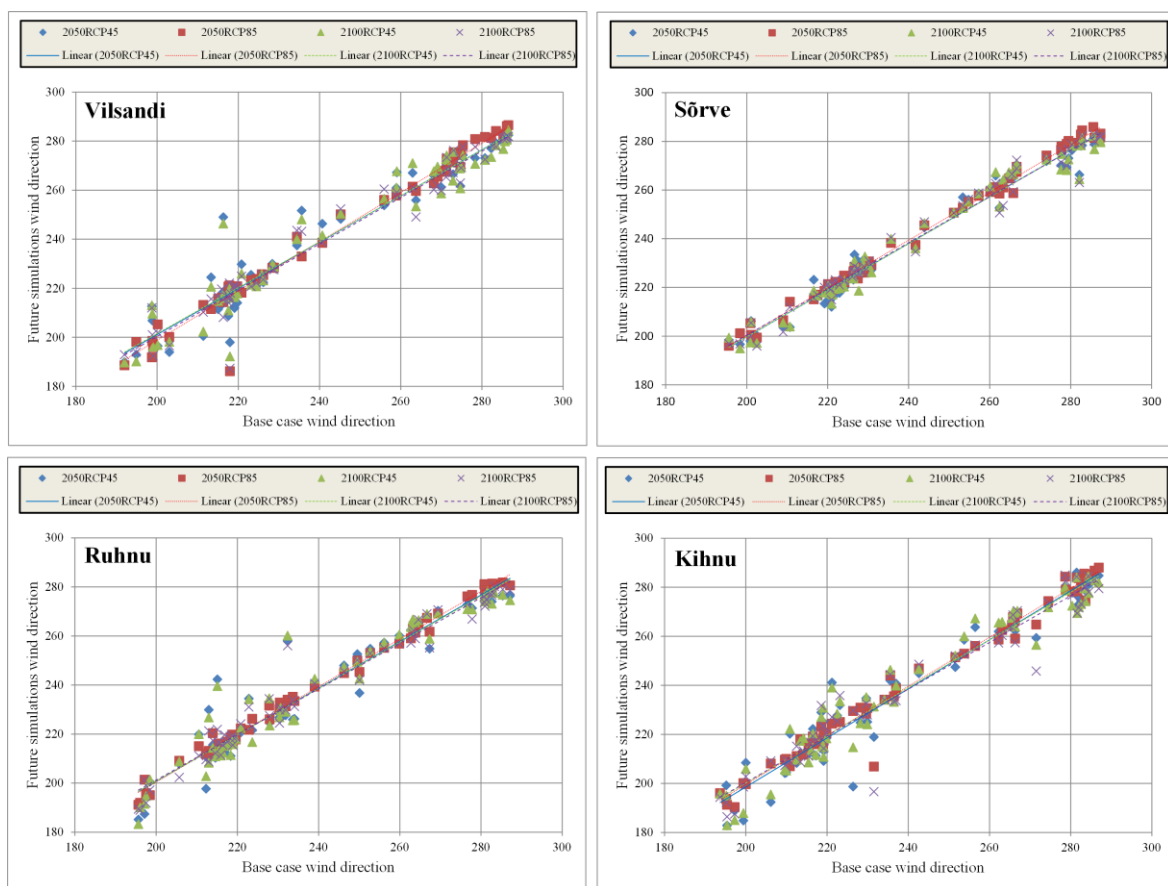 2050RCP45 2050RCP85 2100RCP45 2100RCP85
Linear (2050RCP45) Linear (2050RCP85) Linear (2100RCP45) Linear (2100RCP85)
Vilsandi
Future simulations wind direction
300
280
260
240
220
200
180
180 200 220 240 260 280 300
Base case wind direction
2050RCP45 2050RCP85 2100RCP45 2100RCP85
Linear (2050RCP45) Linear (2050RCP85) Linear (2100RCP45) Linear (2100RCP85)
Sõrve
Future simulations wind direction
300
280
260
240
220
200
180
180 200 220 240 260 280 300
Base case wind direction
2050RCP45 2050RCP85 2100RCP45 2100RCP85
Linear (2050RCP45) Linear (2050RCP85) Linear (2100RCP45) Linear (2100RCP85)
Ruhnu
Future simulations wind direction
300
280
260
240
220
200
180
180 200 220 240 260 280 300
Base case wind direction
2050RCP45 2050RCP85 2100RCP45 2100RCP85
Linear (2050RCP45) Linear (2050RCP85) Linear (2100RCP45) Linear (2100RCP85)
Kihnu
Future simulations wind direction
300
280
260
240
220
200
180
180 200 220 240 260 280 300
Base case wind direction